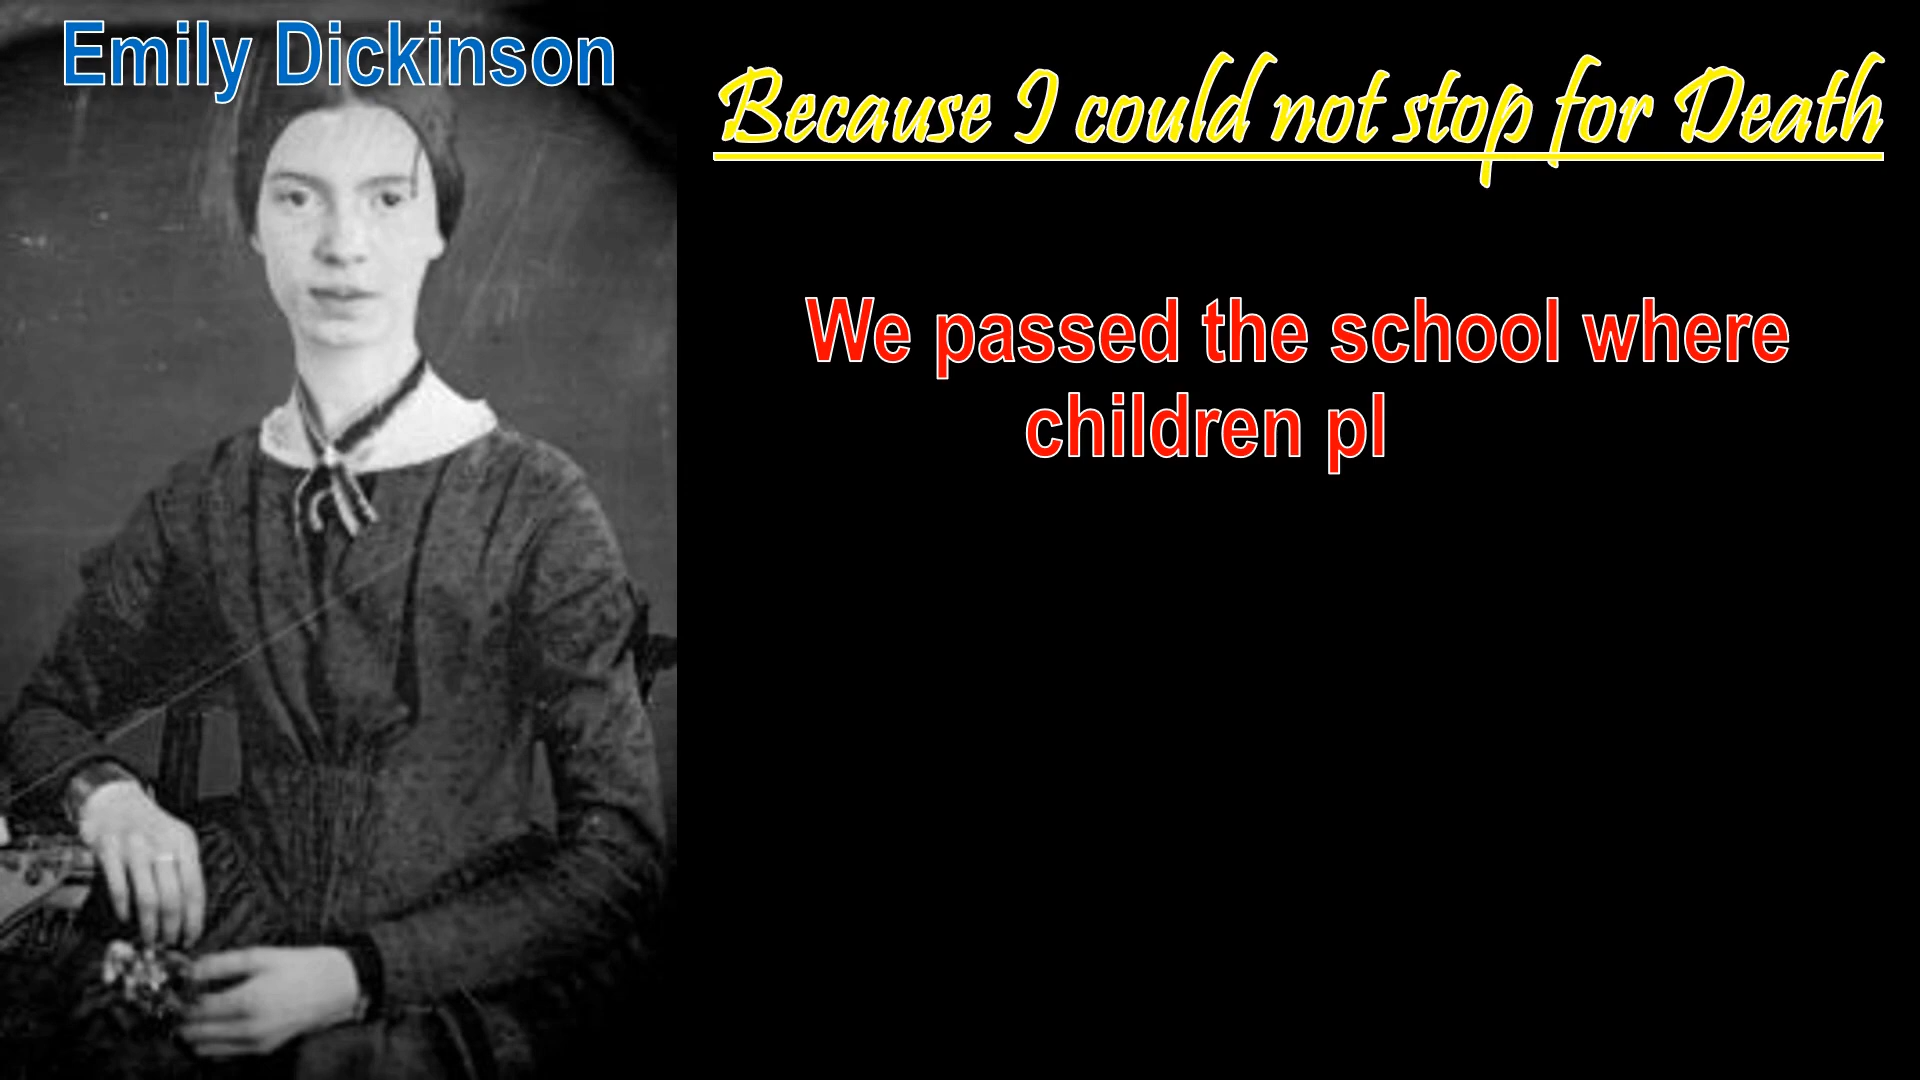 Emily Dickinson
Because I could not stop for Death
We passed the school where
children pl